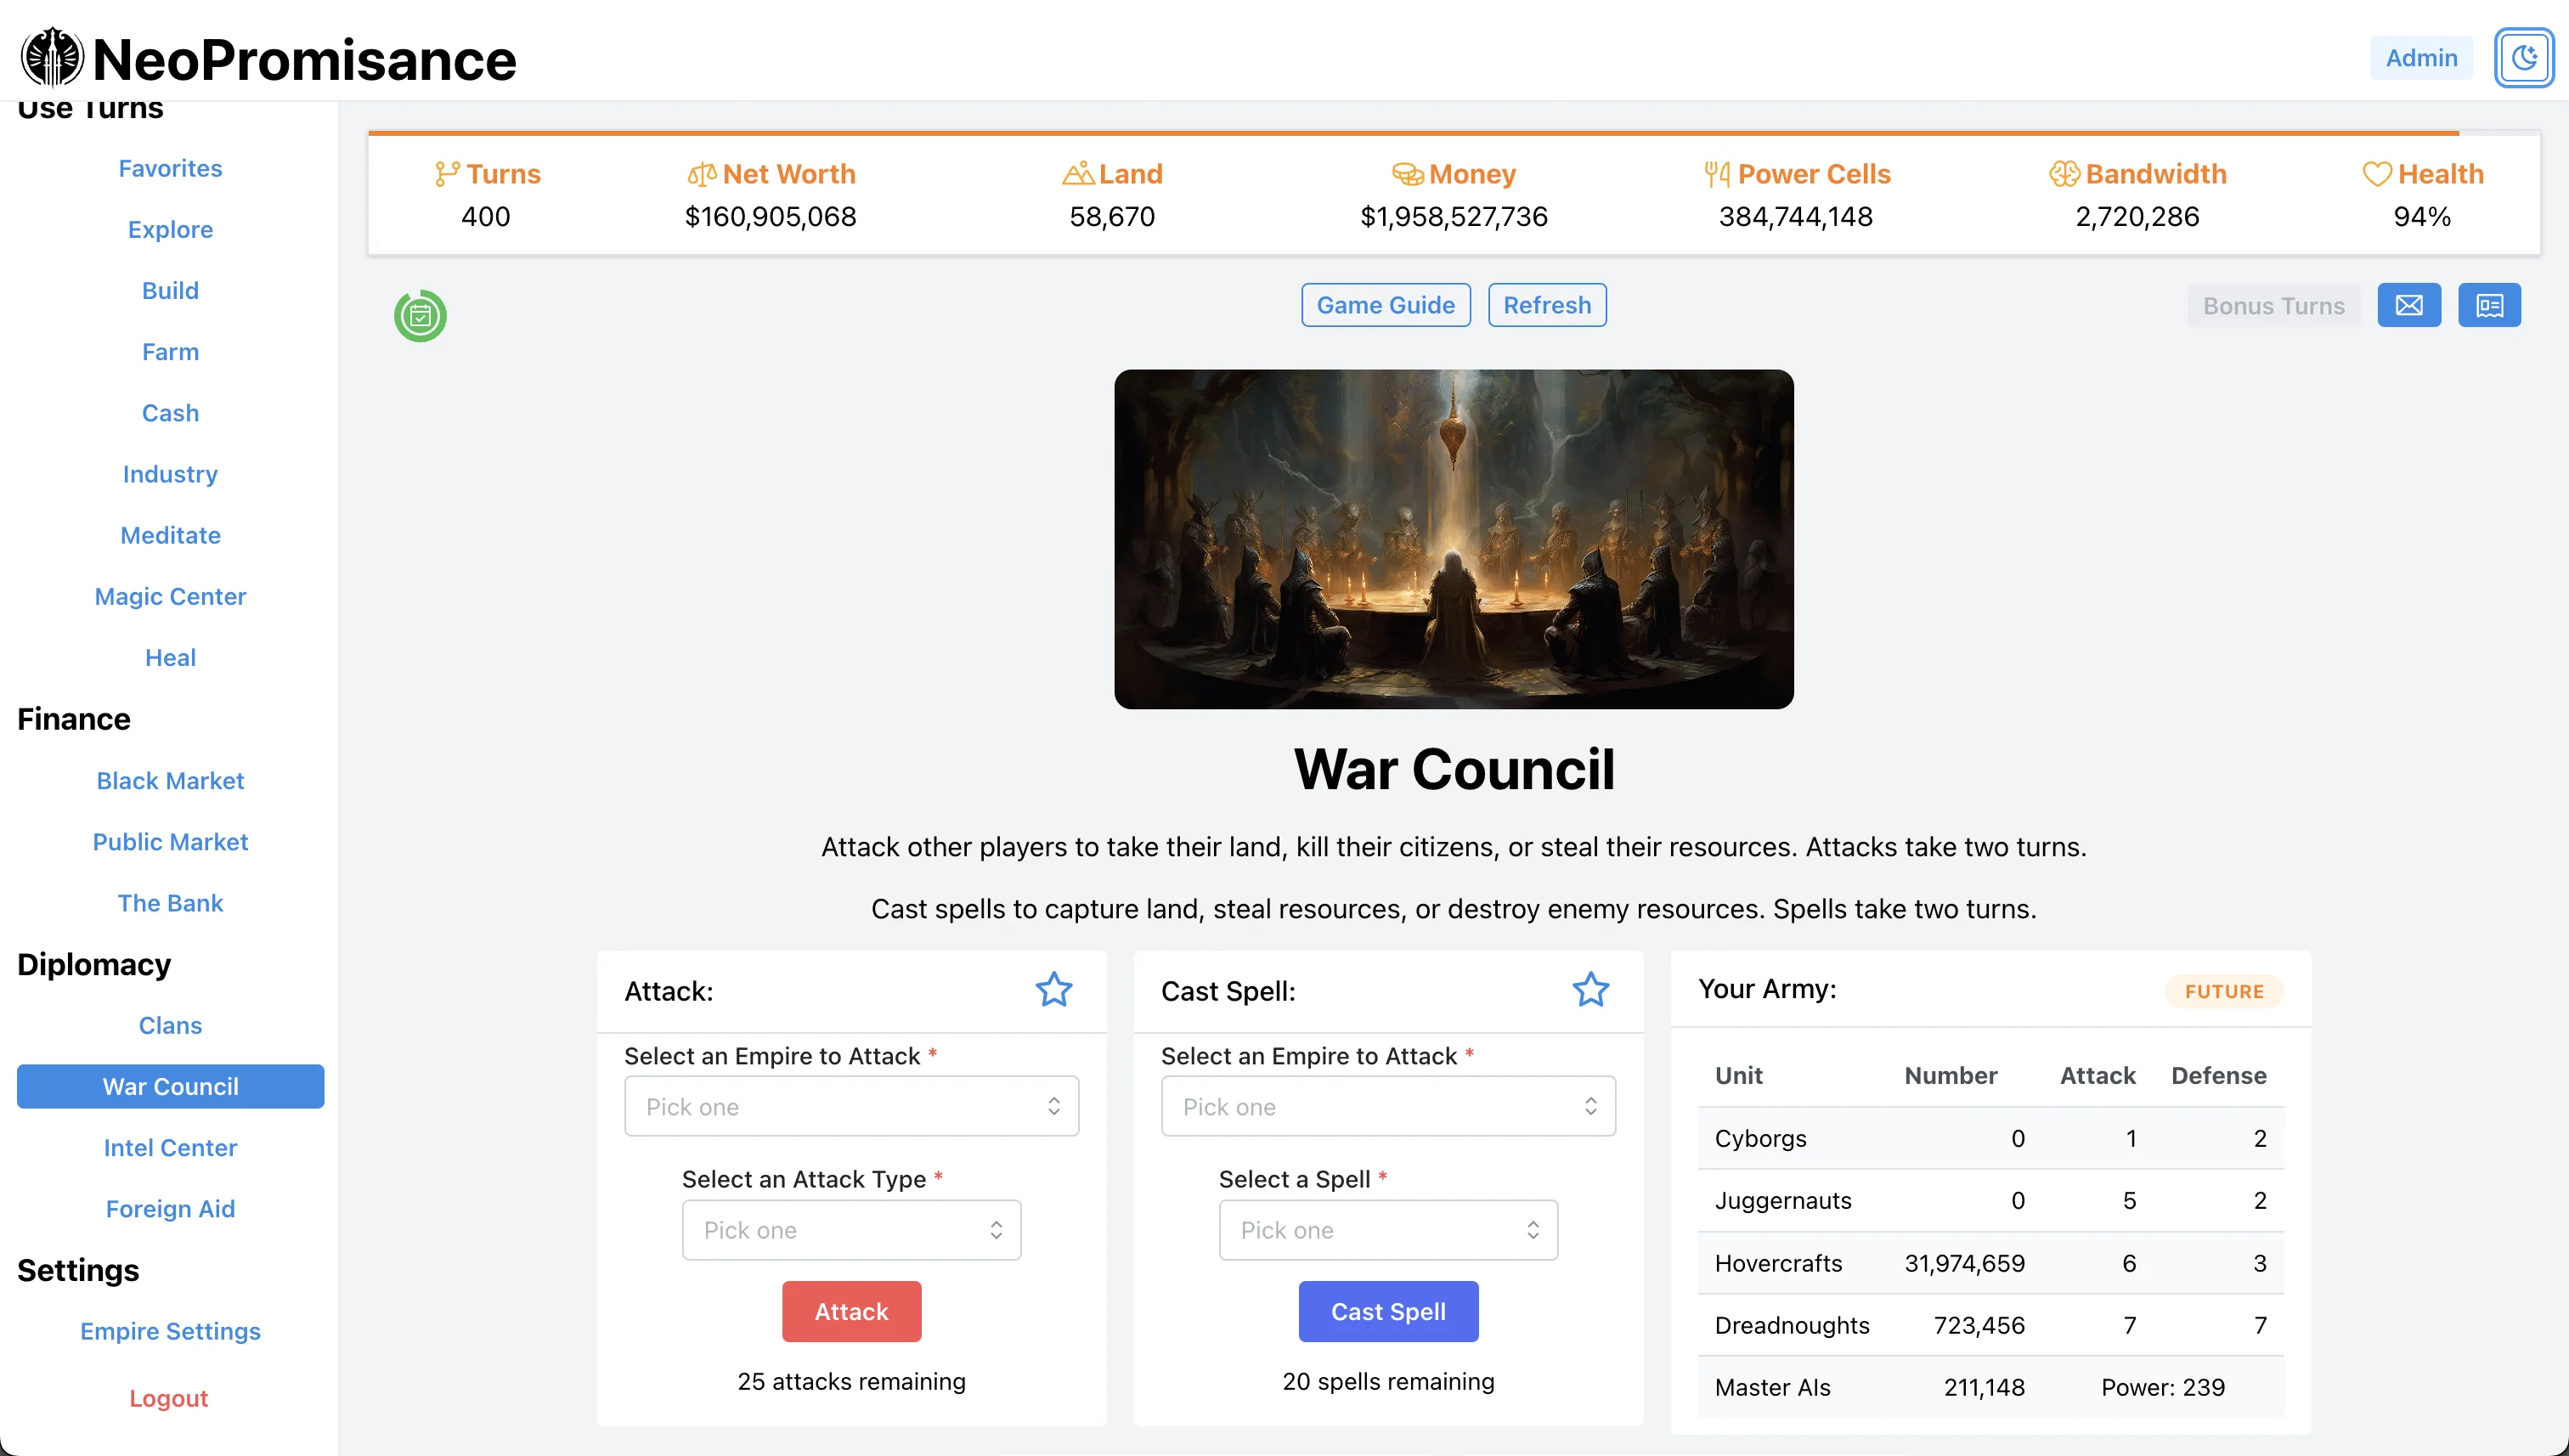 NeoPromisance
Admin
Use Turns
Favorites
Explore
Build
Farm
Cash
Industry
Meditate
Magic Center
Heal
Finance
Black Market
Public Market
The Bank
Diplomacy
Clans
War Council
Intel Center
Foreign Aid
Settings
Empire Settings
Logout
Turns Net Worth Land Money Power Cells Bandwidth Health
400 $160,905,068 58,670 $1,958,527,736 384,744,148 2,720,286 94%
Game Guide Refresh Bonus Turns
War Council
Attack other players to take their land, kill their citizens, or steal their resources. Attacks take two turns.
Cast spells to capture land, steal resources, or destroy enemy resources. Spells take two turns.
Attack:
Select an Empire to Attack *
Pick one
Select an Attack Type *
Pick one
Attack
25 attacks remaining
Cast Spell:
Select an Empire to Attack *
Pick one
Select a Spell *
Pick one
Cast Spell
20 spells remaining
Your Army: FUTURE
Unit Number Attack Defense
Cyborgs 0 1 2
Juggernauts 0 5 2
Hovercrafts 31,974,659 6 3
Dreadnoughts 723,456 7 7
Master AIs 211,148 Power: 239